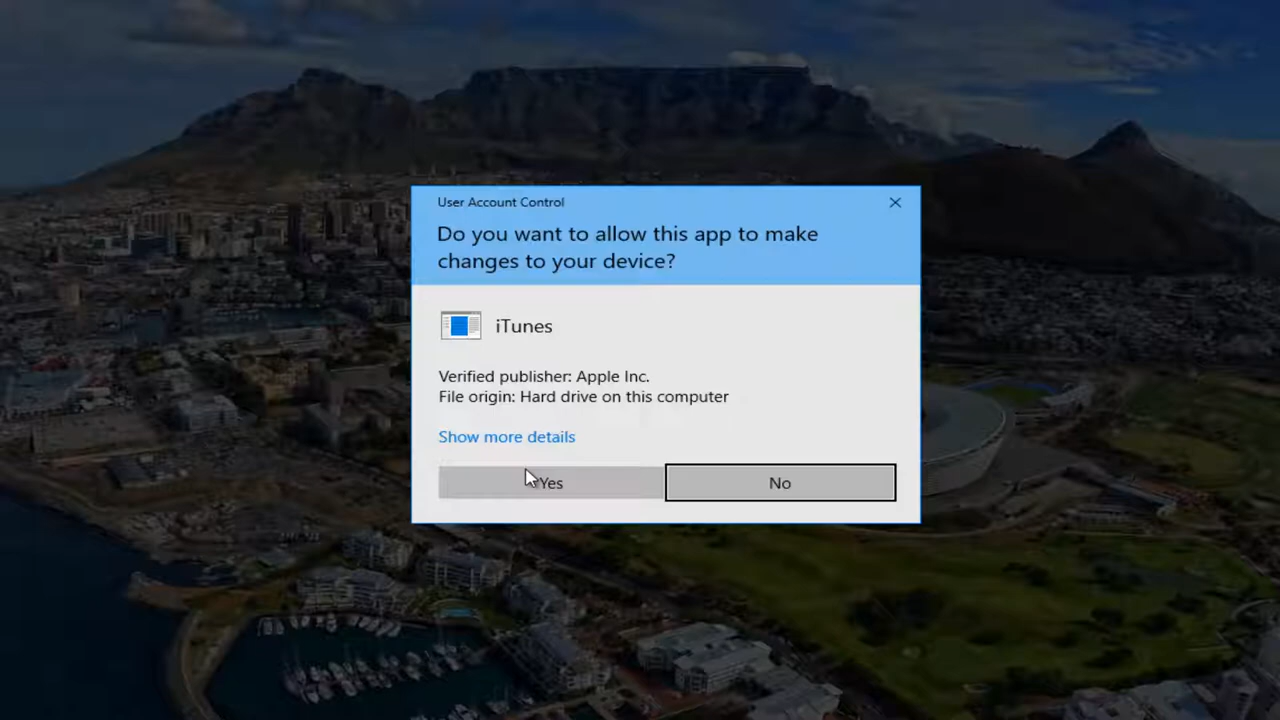 User Account Control
Do you want to allow this app to make
changes to your device?
iTunes
Verified publisher: Apple Inc.
File origin: Hard drive on this computer
Show more details
Yes
No